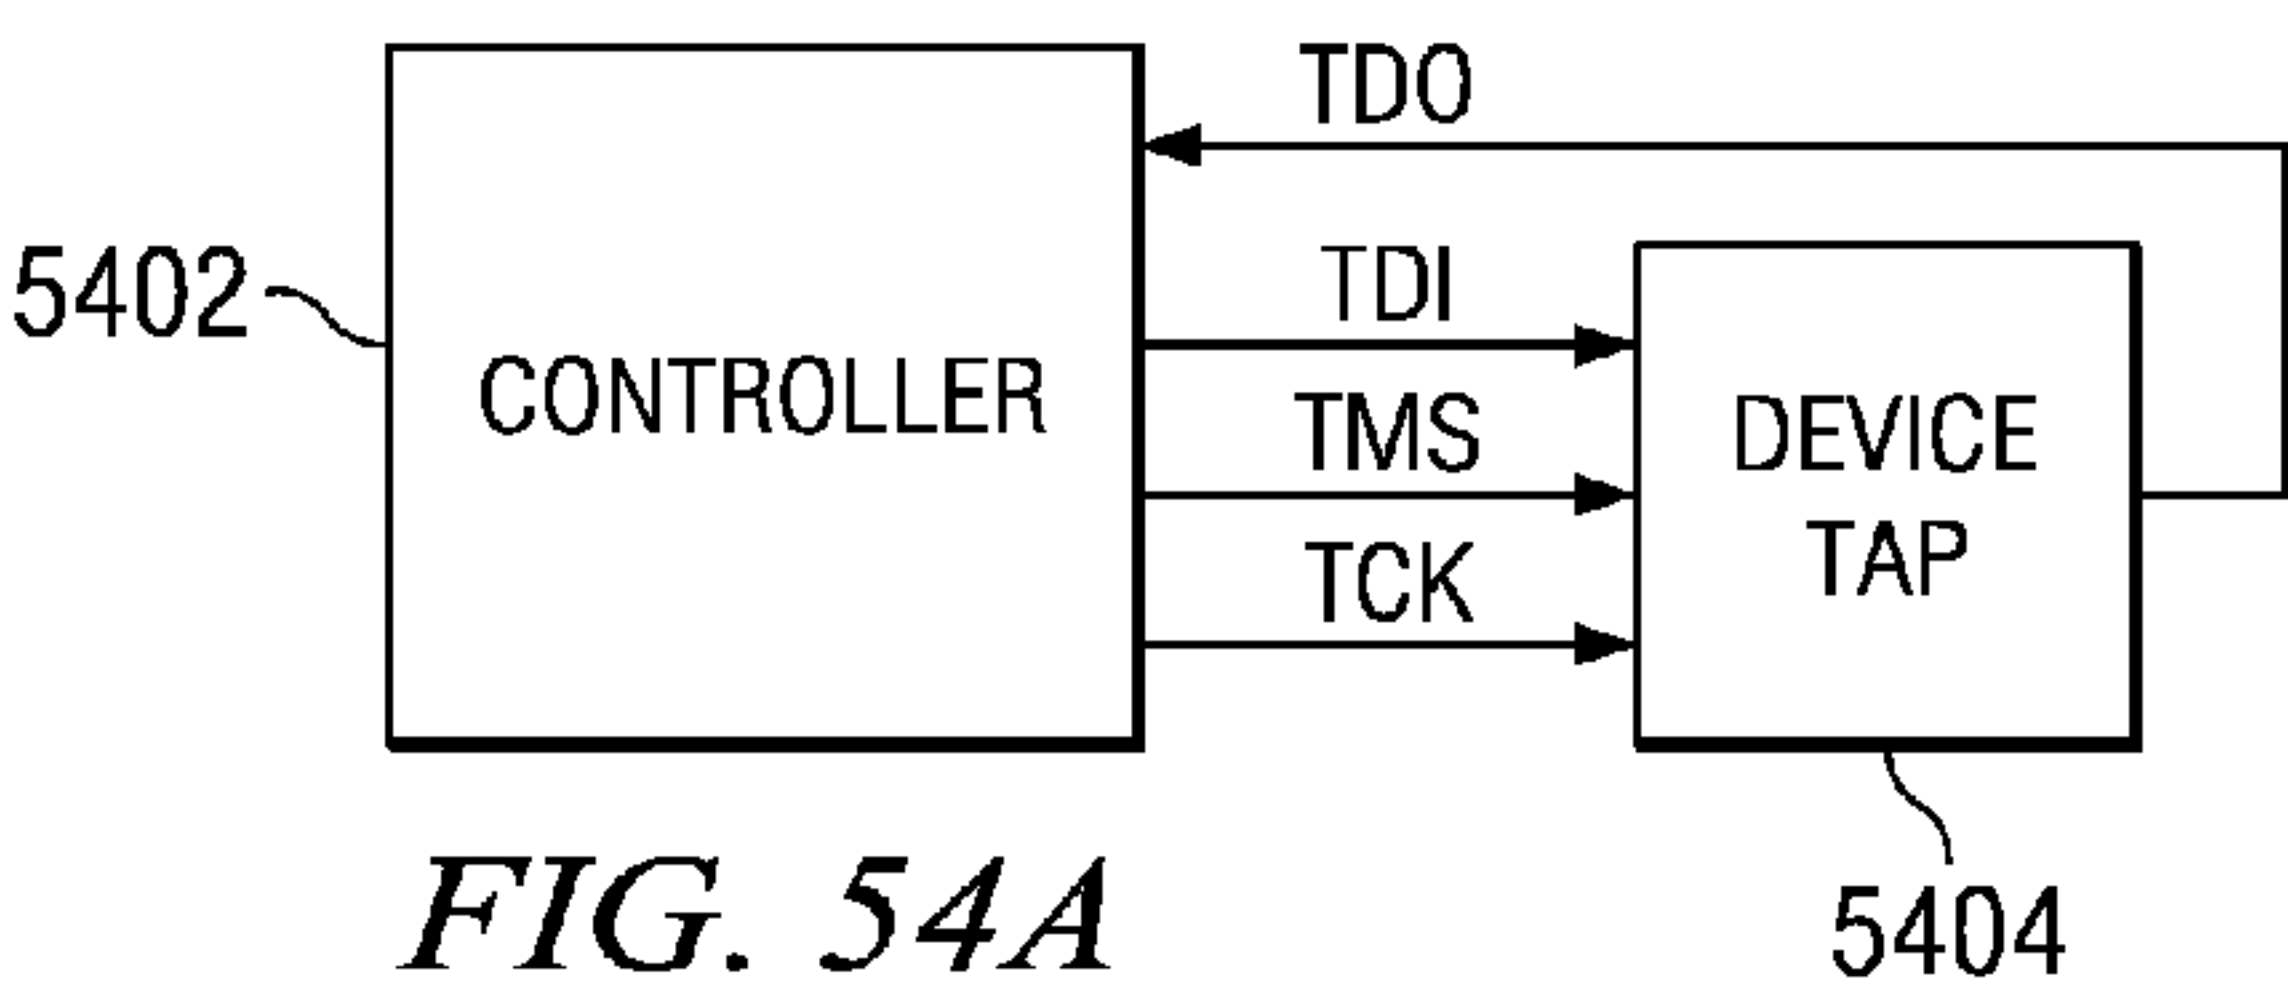 TDO
5402
CONTROLLER
TDI
TMS
TCK
DEVICE
TAP
FIG. 54A
5404